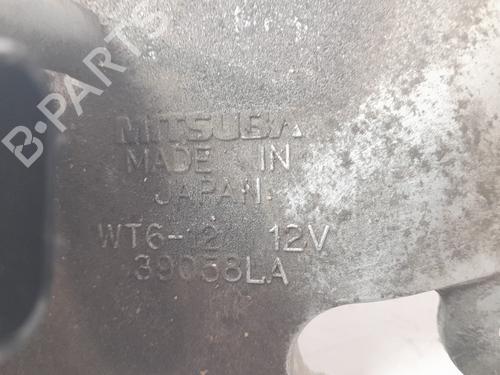 B-PARTS
MITSUBA
MADE IN
JAPAN
WT6-12 12V
39058LA